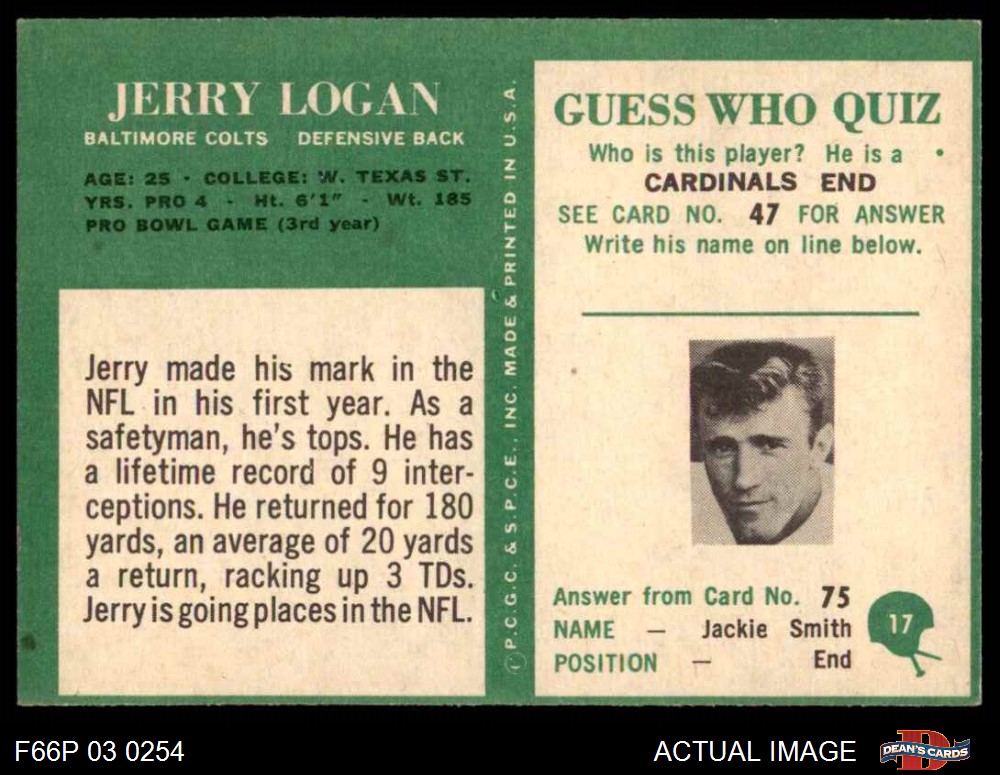 JERRY LOGAN
BALTIMORE COLTS DEFENSIVE BACK
AGE: 25 · COLLEGE: W. TEXAS ST.
YRS. PRO 4 - Ht. 6'1" - Wt. 185
PRO BOWL GAME (3rd year)
Jerry made his mark in the
NFL in his first year. As a
safetyman, he's tops. He has
a lifetime record of 9 inter-
ceptions. He returned for 180
yards, an average of 20 yards
a return, racking up 3 TDs.
Jerry is going places in the NFL.
©P.C.G.C. & S.P.C.E., INC. MADE & PRINTED IN U.S.A.
GUESS WHO QUIZ
Who is this player? He is a
CARDINALS END
SEE CARD NO. 47 FOR ANSWER
Write his name on line below.
Answer from Card No. 75
NAME — Jackie Smith
POSITION — End
17
F66P 03 0254
ACTUAL IMAGE
D
DEAN'S CARDS